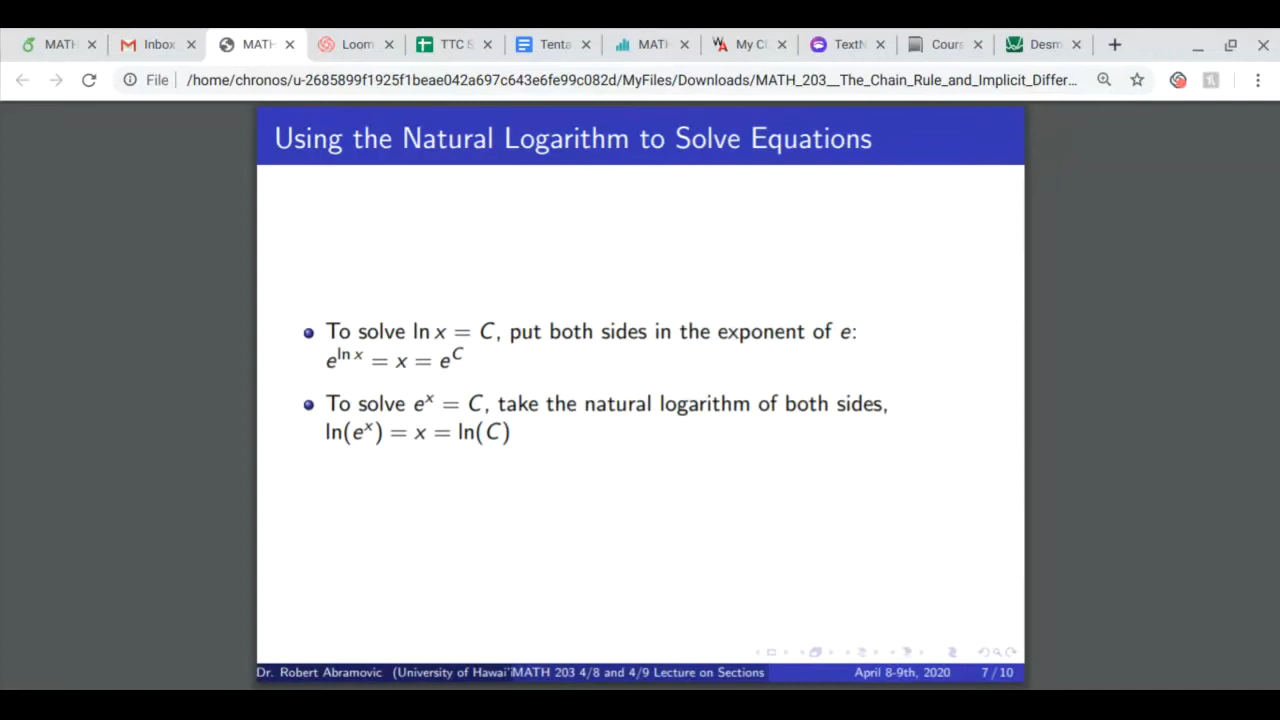 MATH Inbox MATH Loom TTC S Tenta MATH My Cl TextN Cours Desm
File /home/chronos/u-2685899f1925f1beae042a697c643e6fe99c082d/MyFiles/Downloads/MATH_203__The_Chain_Rule_and_Implicit_Differ...
Using the Natural Logarithm to Solve Equations
To solve ln x = C, put both sides in the exponent of e:
e^{ln x} = x = e^C
To solve e^x = C, take the natural logarithm of both sides,
ln(e^x) = x = ln(C)
Dr. Robert Abramovic (University of Hawai'i MATH 203 4/8 and 4/9 Lecture on Sections April 8-9th, 2020 7 / 10